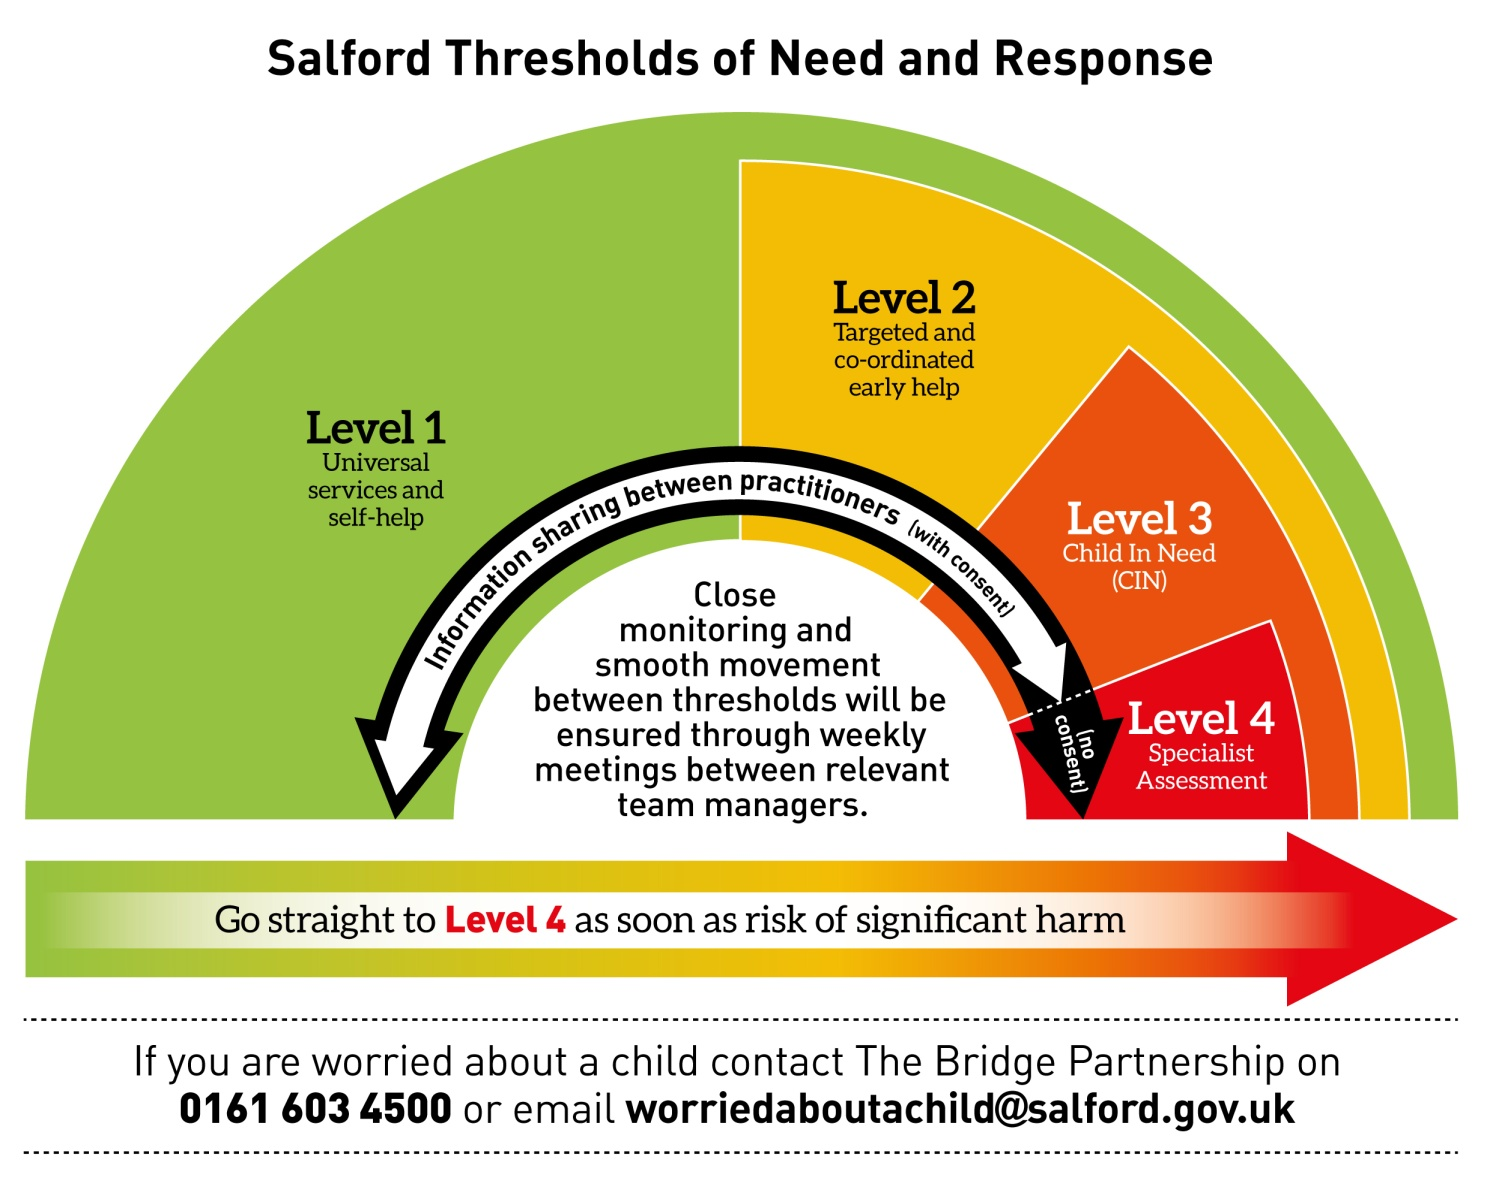 Salford Thresholds of Need and Response
Level 1
Universal
services and
self-help
Level 2
Targeted and
co-ordinated
early help
Level 3
Child In Need
(CIN)
Level 4
Specialist
Assessment
Information sharing between practitioners (with consent)
(no
consent)
Close
monitoring and
smooth movement
between thresholds will be
ensured through weekly
meetings between relevant
team managers.
Go straight to Level 4 as soon as risk of significant harm
If you are worried about a child contact The Bridge Partnership on
0161 603 4500 or email worriedaboutachild@salford.gov.uk